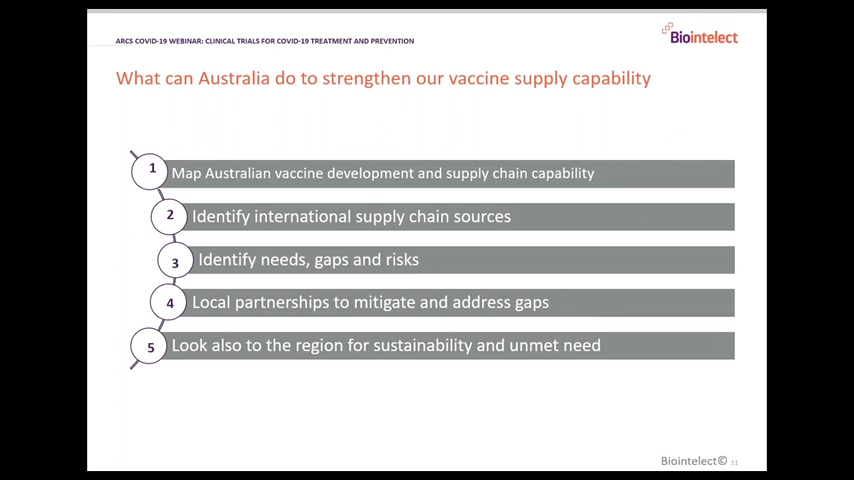 ARCS COVID-19 WEBINAR: CLINICAL TRIALS FOR COVID-19 TREATMENT AND PREVENTION
Biointelect
What can Australia do to strengthen our vaccine supply capability
1 Map Australian vaccine development and supply chain capability
2 Identify international supply chain sources
3 Identify needs, gaps and risks
4 Local partnerships to mitigate and address gaps
5 Look also to the region for sustainability and unmet need
Biointelect© 11